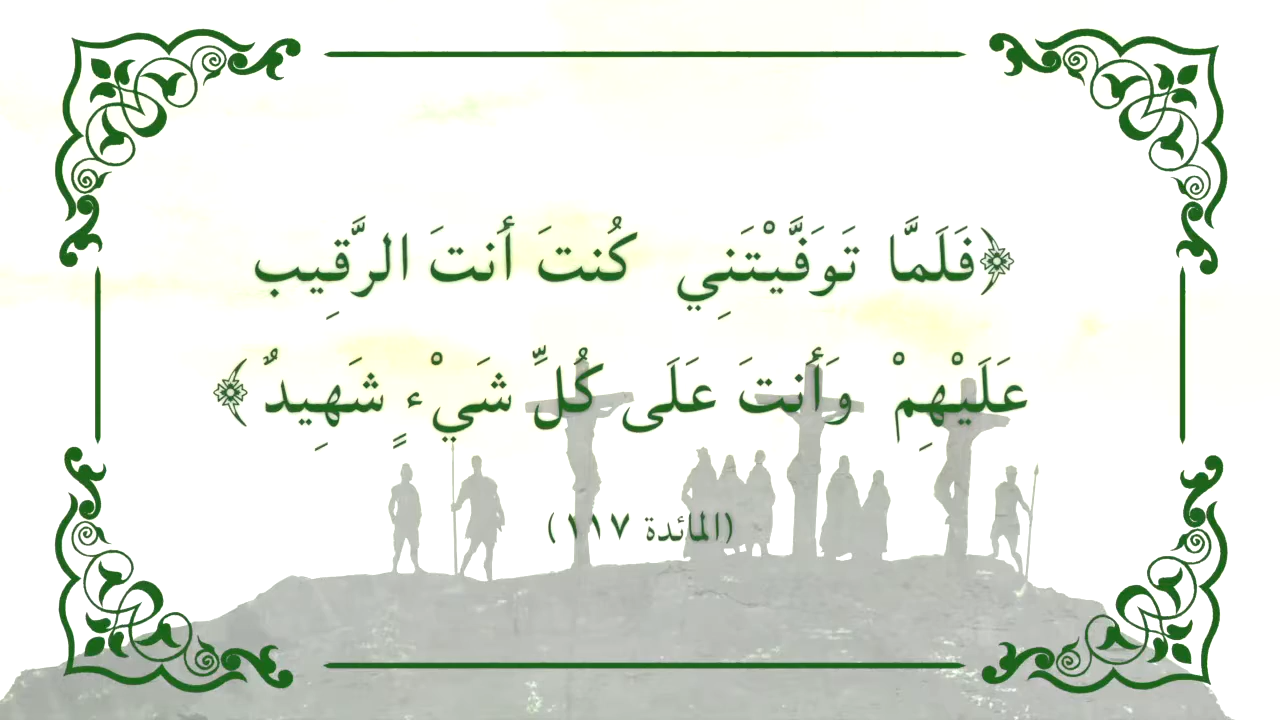 ﴿فَلَمَّا تَوَفَّيْتَنِي كُنتَ أَنتَ الرَّقِيب
عَلَيْهِمْ وَأَنتَ عَلَى كُلِّ شَيْءٍ شَهِيدٌ﴾
(المائدة ١١٧)